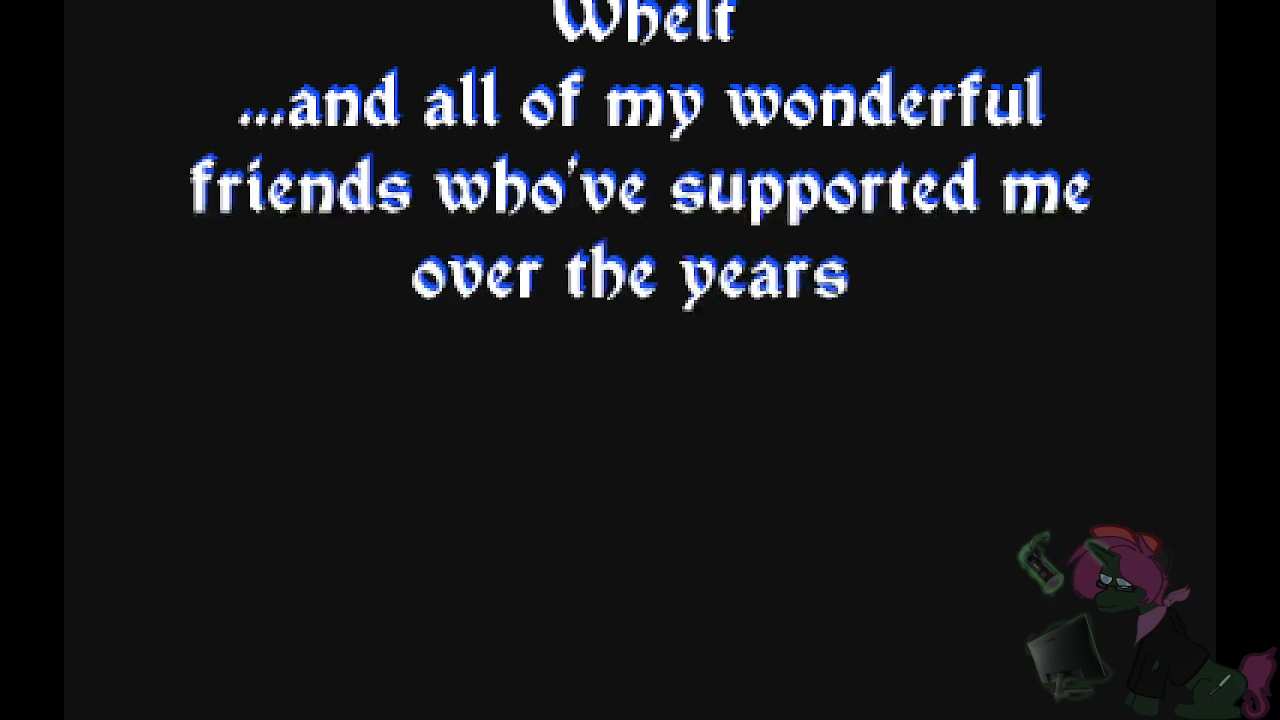 Whelt
...and all of my wonderful
friends who've supported me
over the years